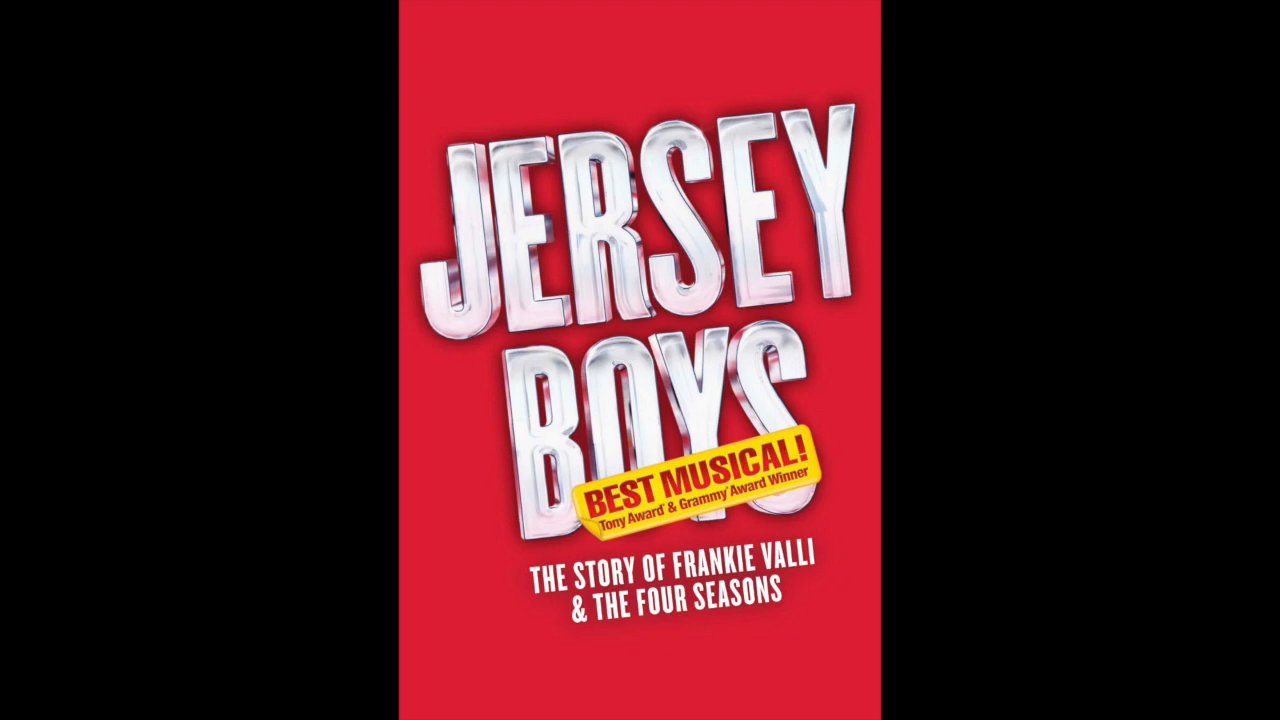 JERSEY
BOYS
BEST MUSICAL!
Tony Award® & Grammy® Award Winner
THE STORY OF FRANKIE VALLI
& THE FOUR SEASONS